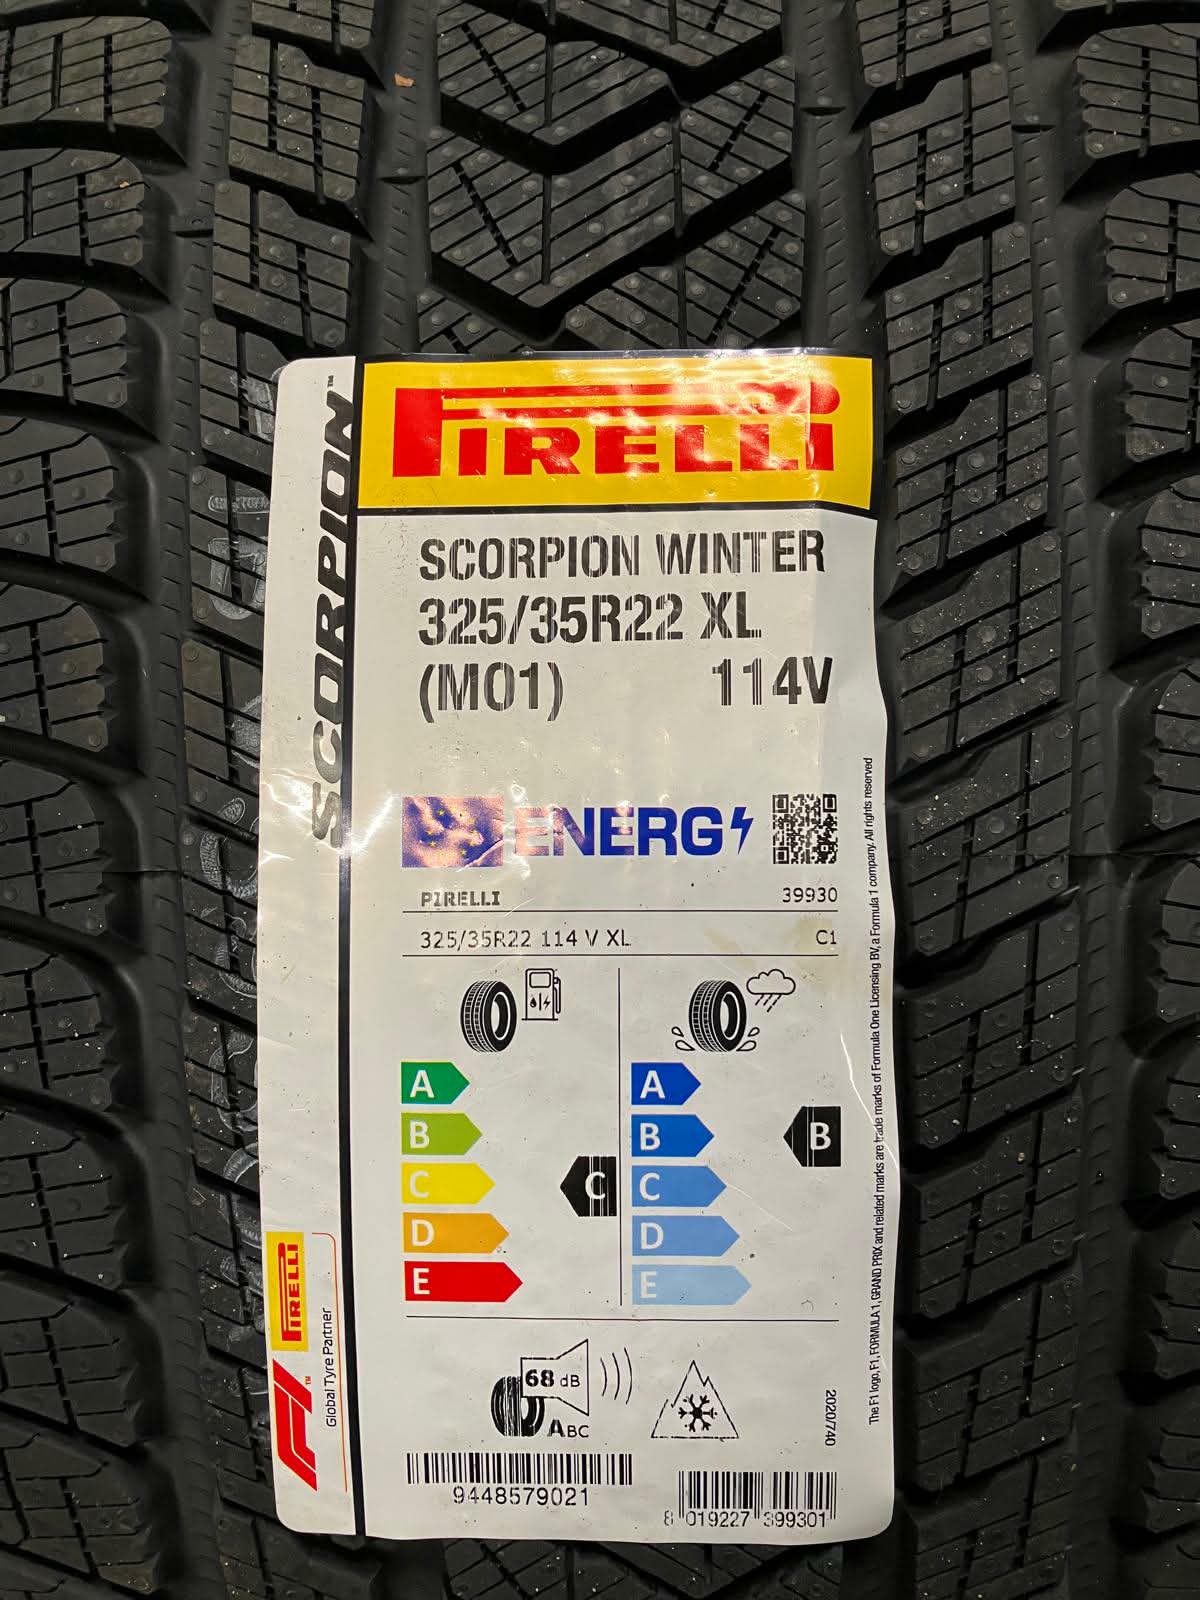 PIRELLI
SCORPION™
SCORPION WINTER
325/35R22 XL
(MO1) 114V
ENERG
PIRELLI 39930
325/35R22 114 V XL C1
A A
B B B
C C C
D D
E E
68 dB
ABC
2020/740
9448579021
8 019227 399301
PIRELLI
F1™
Global Tyre Partner
The F1 logo, F1, FORMULA 1, GRAND PRIX and related marks are trade marks of Formula One Licensing BV, a Formula 1 company. All rights reserved